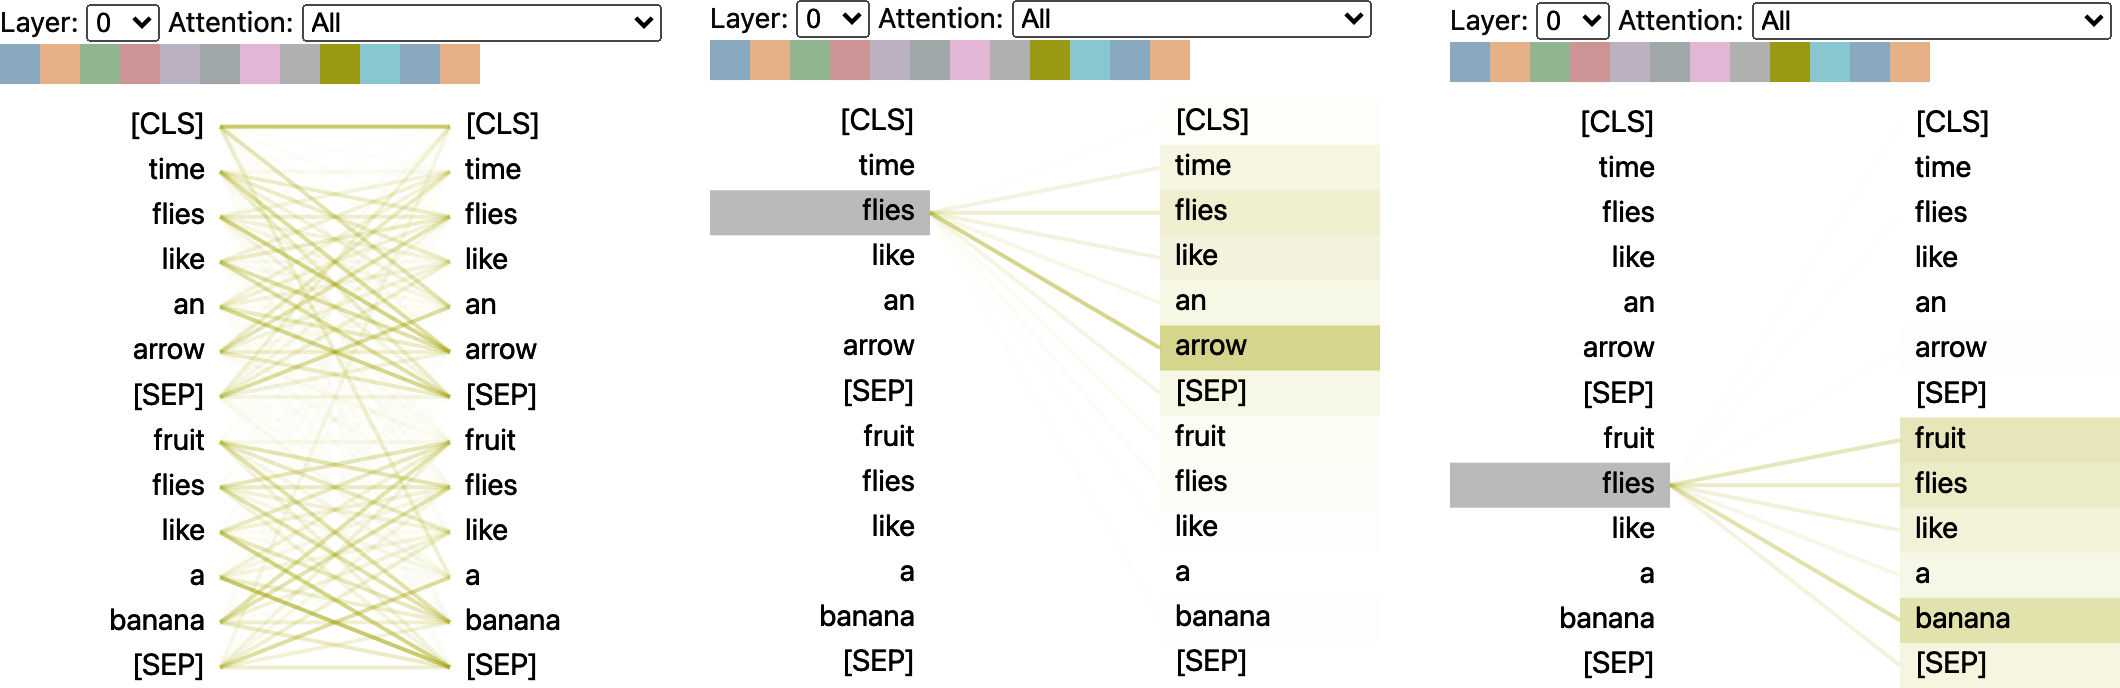 Layer: 0 Attention: All
[CLS] [CLS]
time time
flies flies
like like
an an
arrow arrow
[SEP] [SEP]
fruit fruit
flies flies
like like
a a
banana banana
[SEP] [SEP]
Layer: 0 Attention: All
[CLS] [CLS]
time time
flies flies
like like
an an
arrow arrow
[SEP] [SEP]
fruit fruit
flies flies
like like
a a
banana banana
[SEP] [SEP]
Layer: 0 Attention: All
[CLS] [CLS]
time time
flies flies
like like
an an
arrow arrow
[SEP] [SEP]
fruit fruit
flies flies
like like
a a
banana banana
[SEP] [SEP]